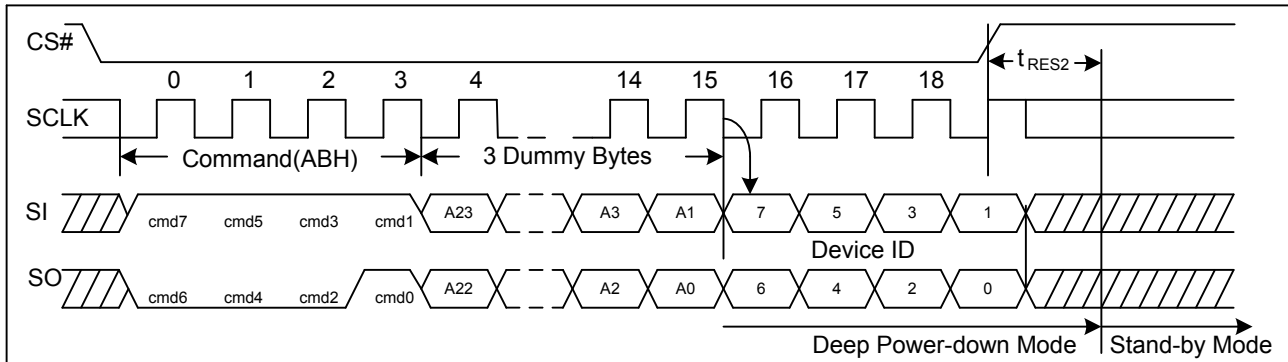 CS#
t RES2
0 1 2 3 4 14 15 16 17 18
SCLK
Command(ABH) 3 Dummy Bytes
SI
cmd7 cmd5 cmd3 cmd1 A23 A3 A1 7 5 3 1
Device ID
SO
cmd6 cmd4 cmd2 cmd0 A22 A2 A0 6 4 2 0
Deep Power-down Mode Stand-by Mode